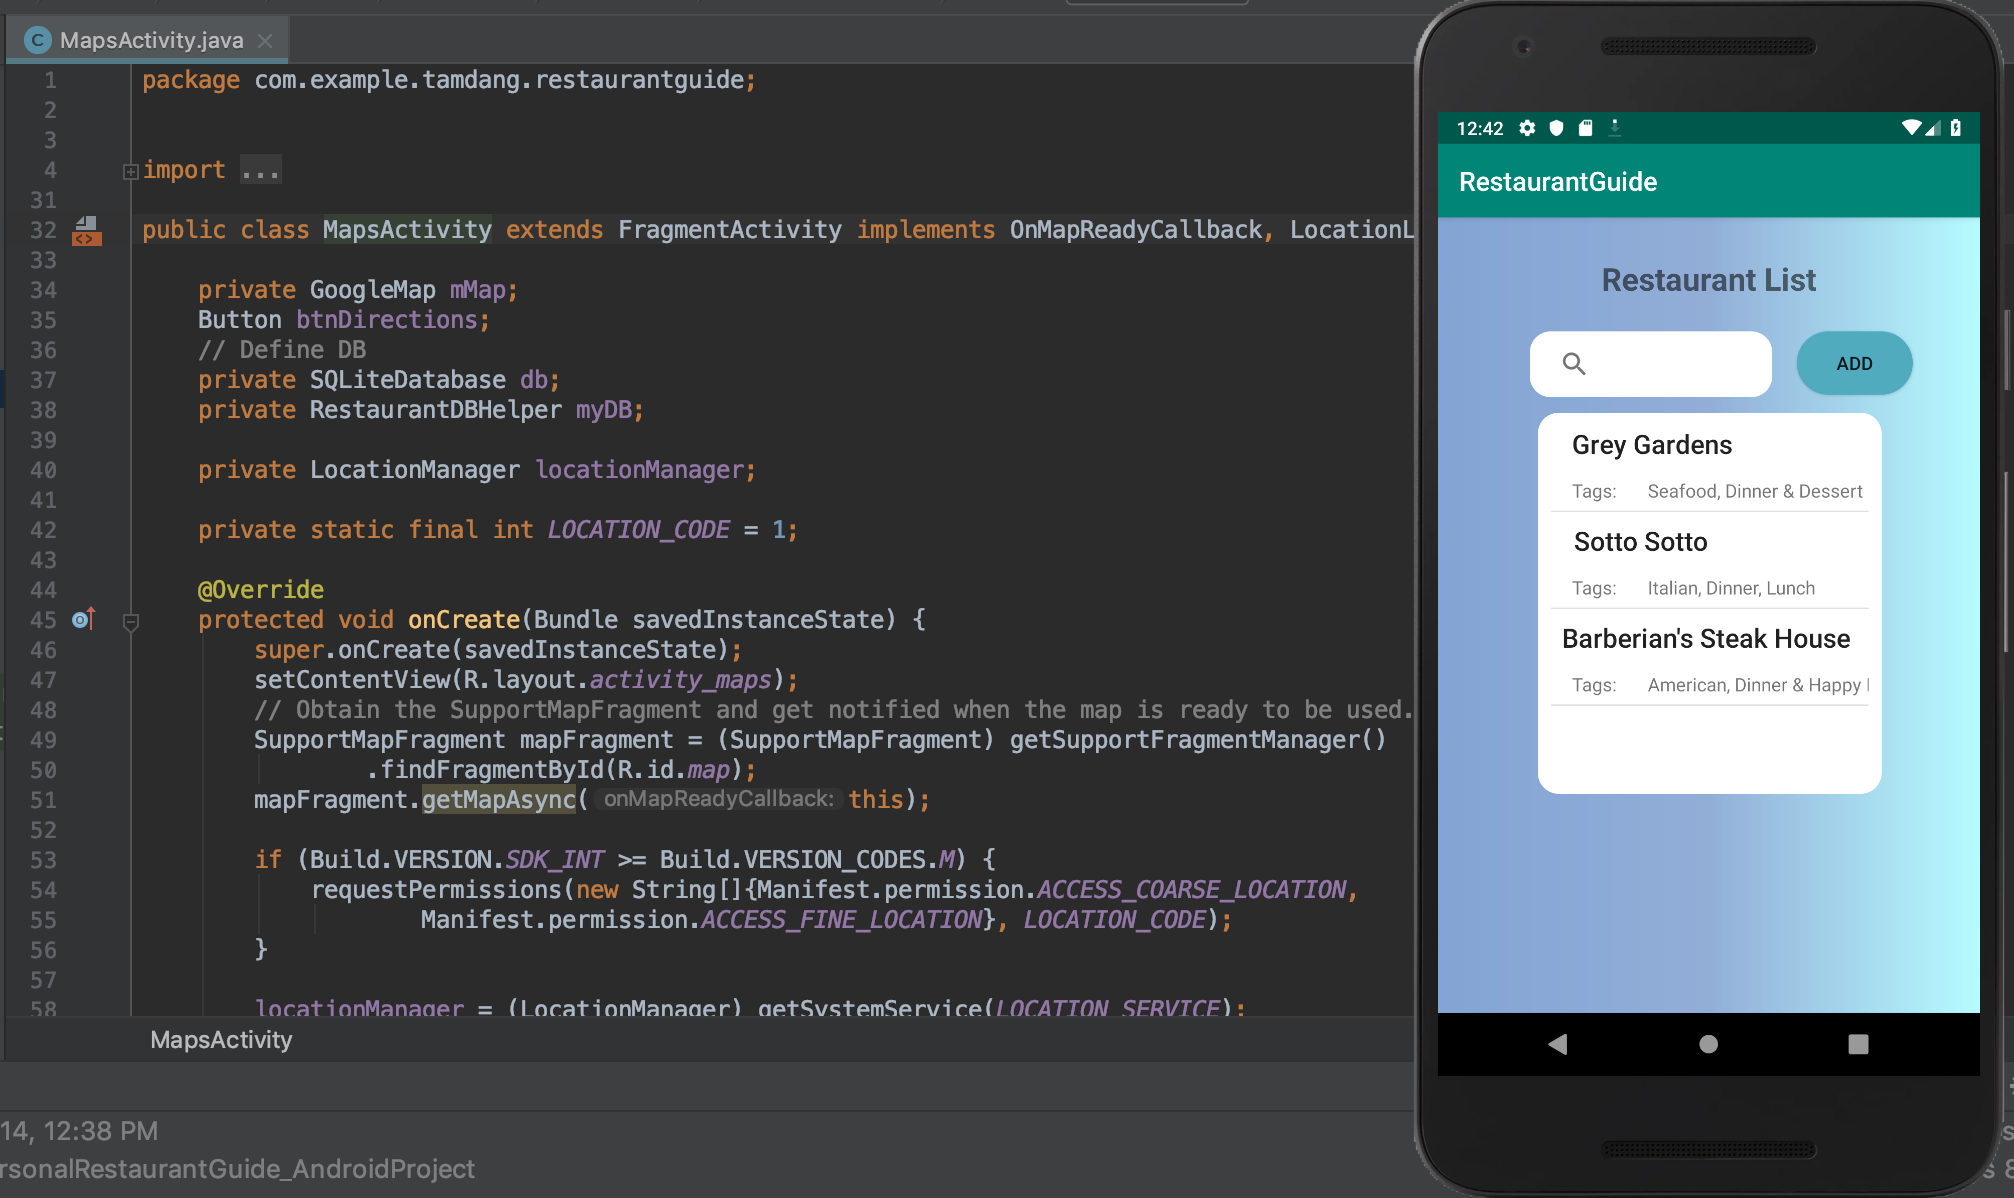 MapsActivity.java
1 package com.example.tamdang.restaurantguide;
2
3
4 import ...
31
32 public class MapsActivity extends FragmentActivity implements OnMapReadyCallback, LocationL
33
34 private GoogleMap mMap;
35 Button btnDirections;
36 // Define DB
37 private SQLiteDatabase db;
38 private RestaurantDBHelper myDB;
39
40 private LocationManager locationManager;
41
42 private static final int LOCATION_CODE = 1;
43
44 @Override
45 protected void onCreate(Bundle savedInstanceState) {
46 super.onCreate(savedInstanceState);
47 setContentView(R.layout.activity_maps);
48 // Obtain the SupportMapFragment and get notified when the map is ready to be used.
49 SupportMapFragment mapFragment = (SupportMapFragment) getSupportFragmentManager()
50 .findFragmentById(R.id.map);
51 mapFragment.getMapAsync( onMapReadyCallback: this);
52
53 if (Build.VERSION.SDK_INT >= Build.VERSION_CODES.M) {
54 requestPermissions(new String[]{Manifest.permission.ACCESS_COARSE_LOCATION,
55 Manifest.permission.ACCESS_FINE_LOCATION}, LOCATION_CODE);
56 }
57
58 locationManager = (LocationManager) getSystemService(LOCATION_SERVICE);
MapsActivity
14, 12:38 PM
rsonalRestaurantGuide_AndroidProject
12:42
RestaurantGuide
Restaurant List
ADD
Grey Gardens
Tags: Seafood, Dinner & Dessert
Sotto Sotto
Tags: Italian, Dinner, Lunch
Barberian's Steak House
Tags: American, Dinner & Happy